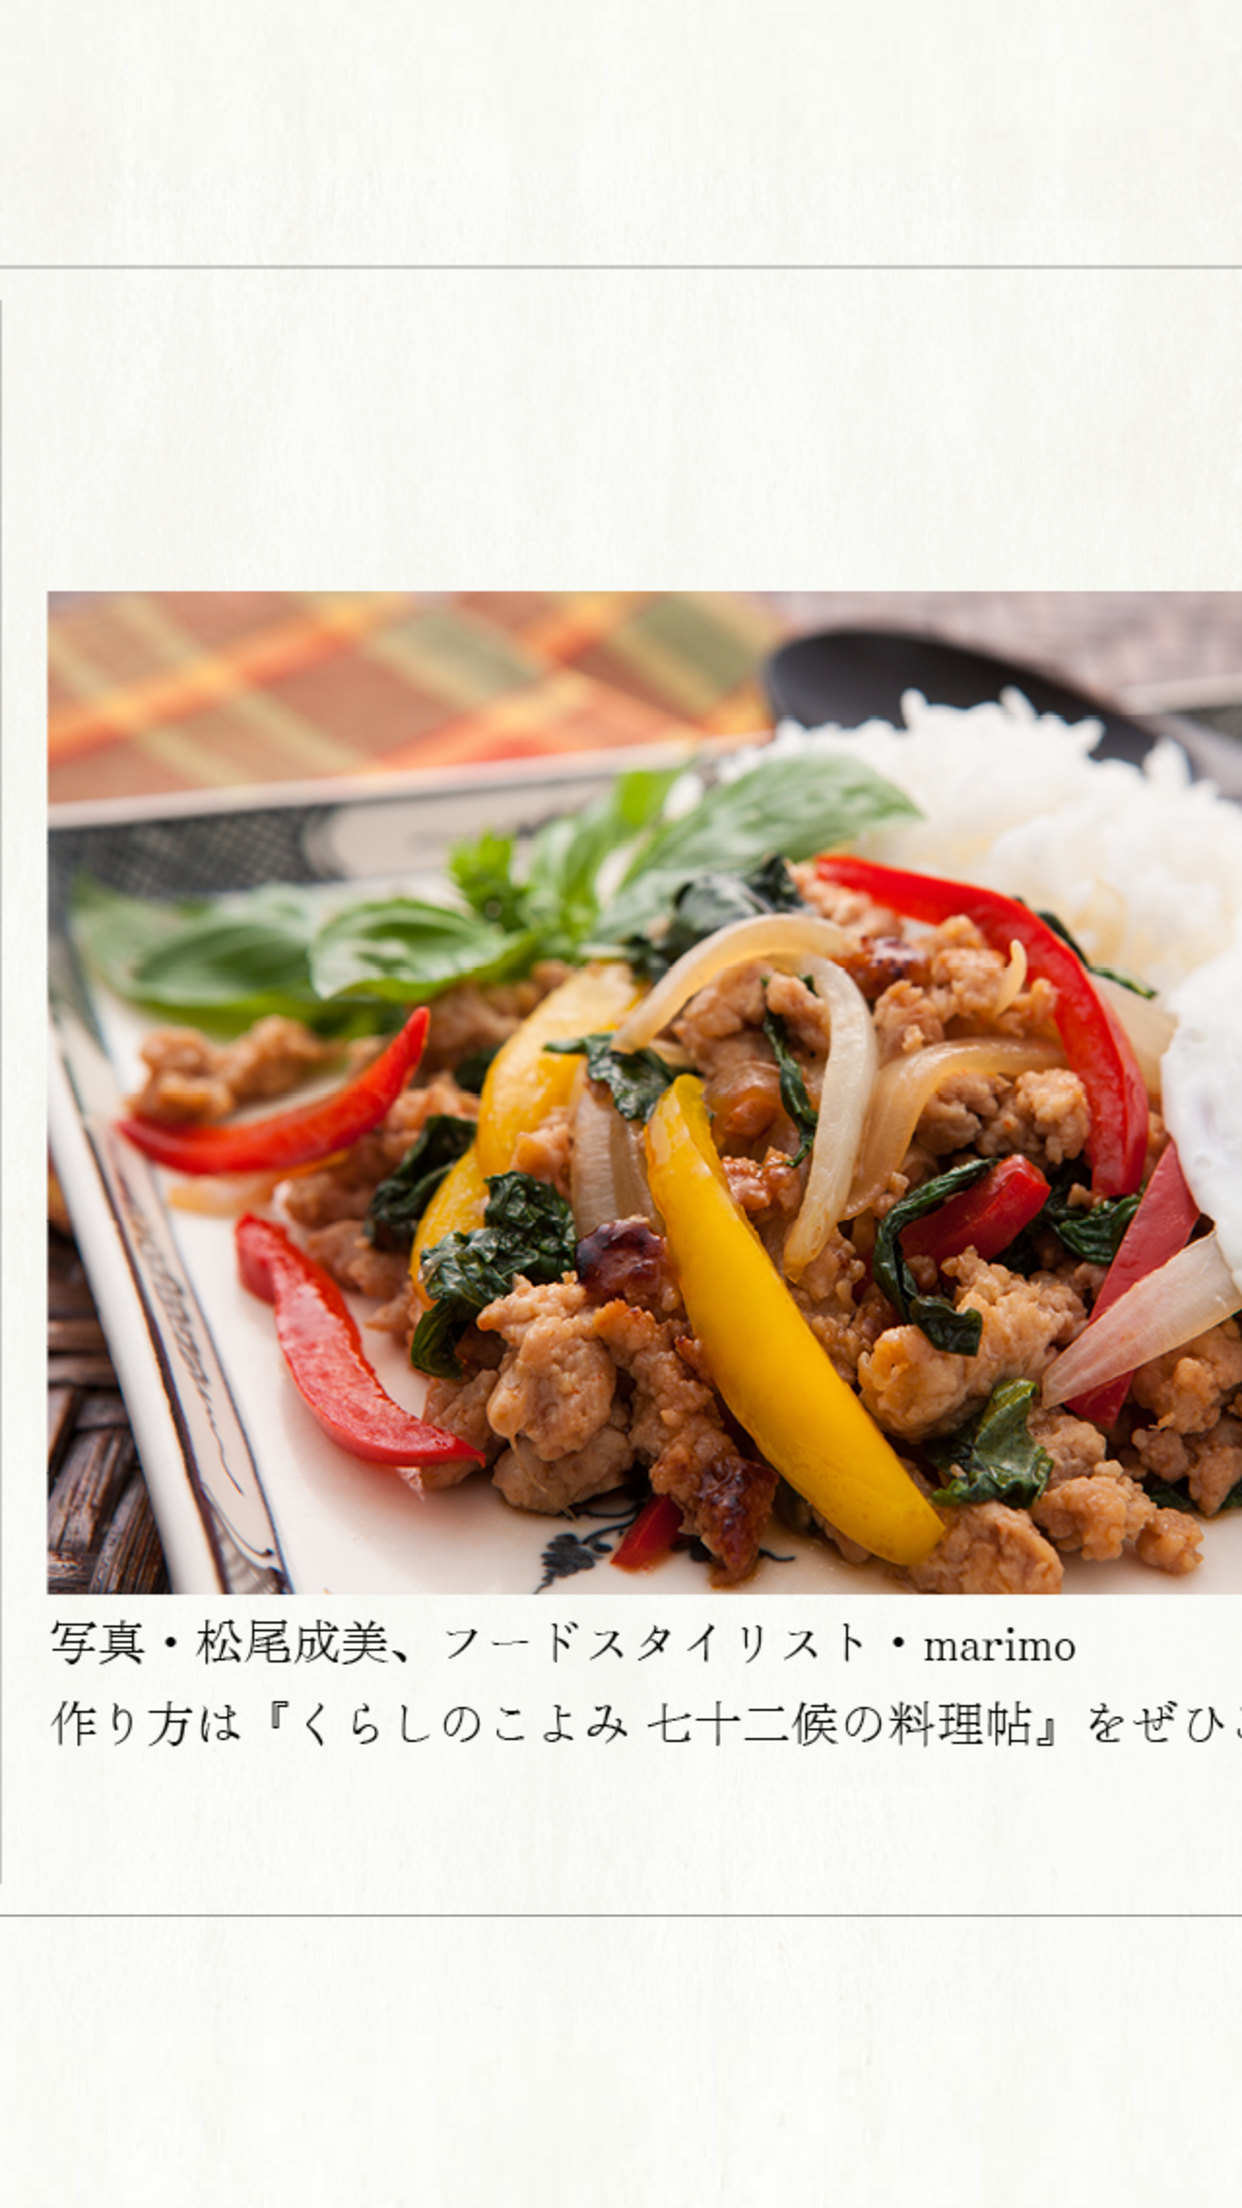 写真・松尾成美、フードスタイリスト・marimo
作り方は『くらしのこよみ 七十二候の料理帖』をぜひ